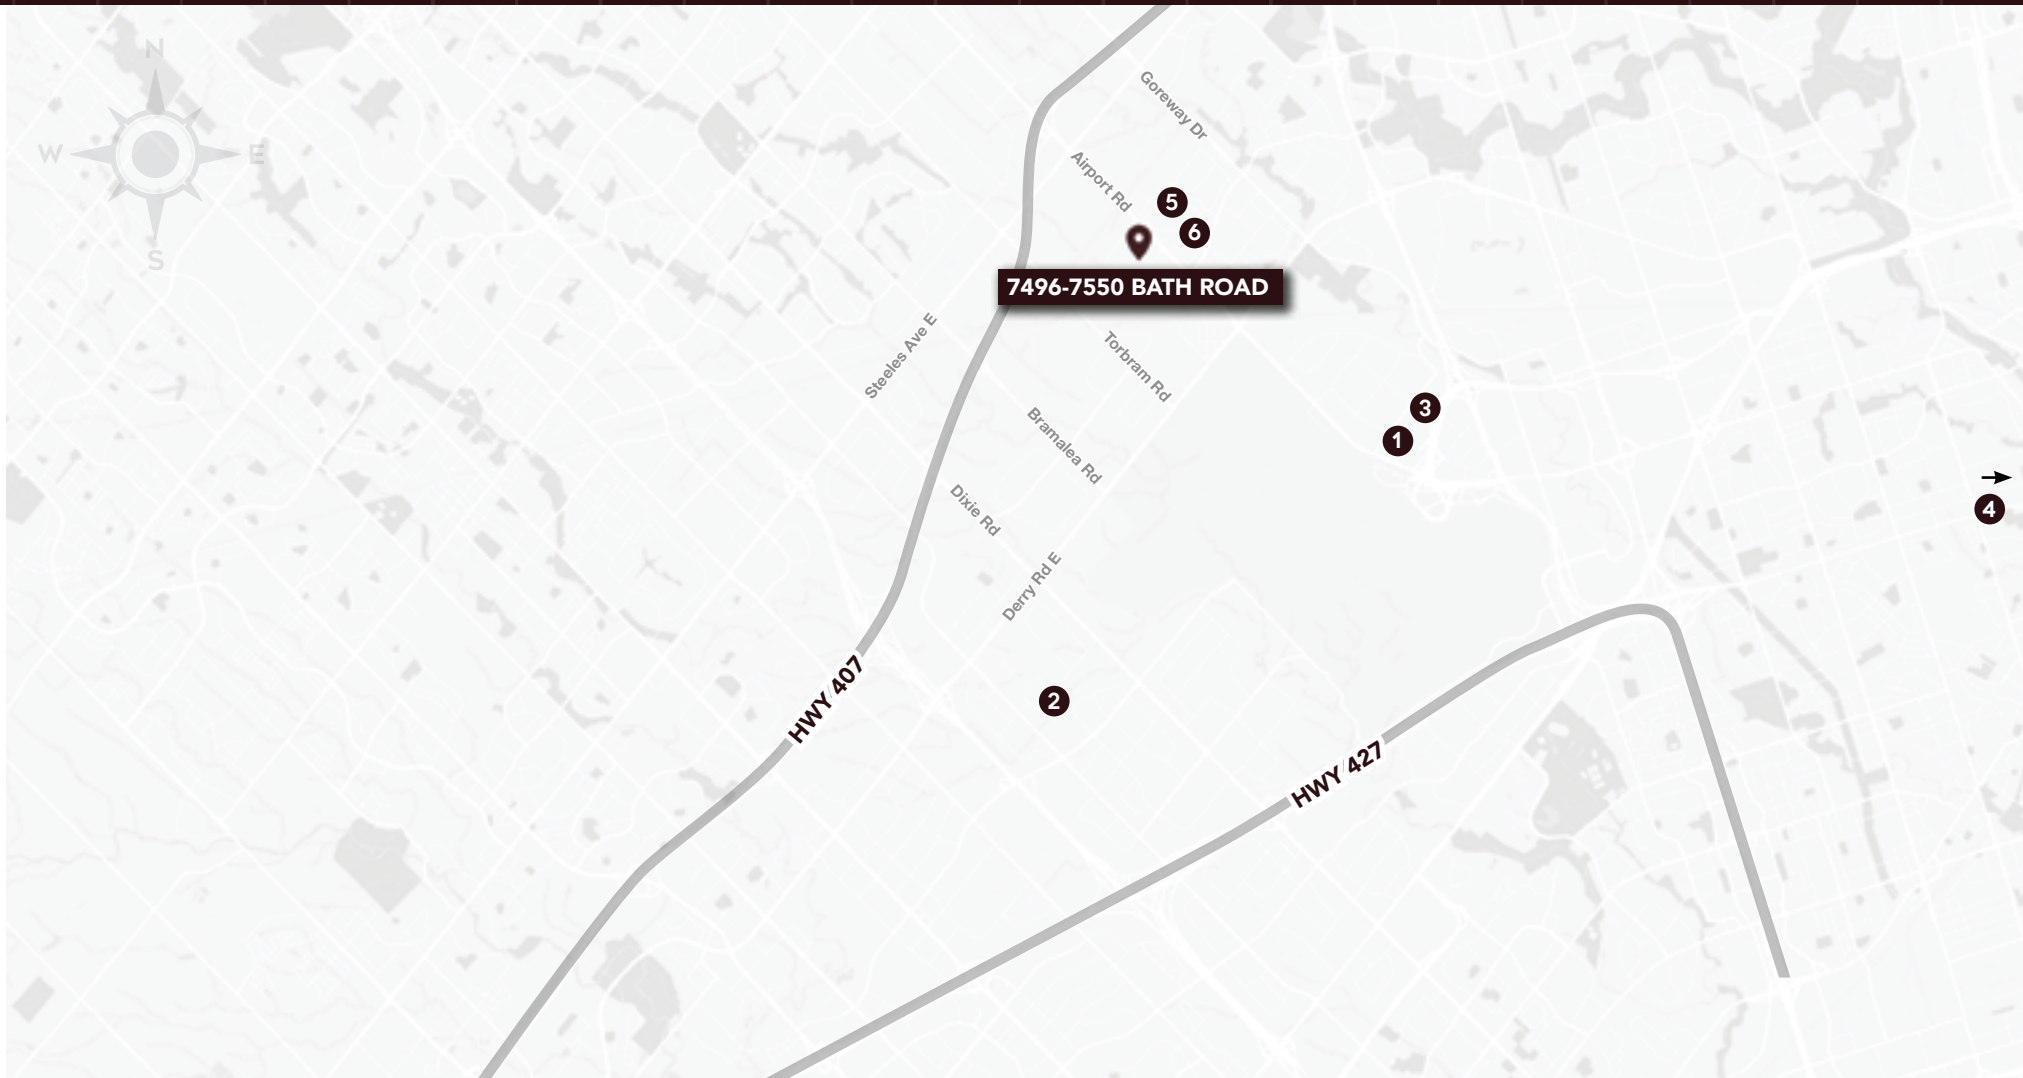 N
W
E
S
Goreway Dr
Airport Rd
5
6
7496-7550 BATH ROAD
Steeles Ave E
Torbram Rd
3
1
Bramalea Rd
Dixie Rd
4
Derry Rd E
HWY 407
2
HWY 427